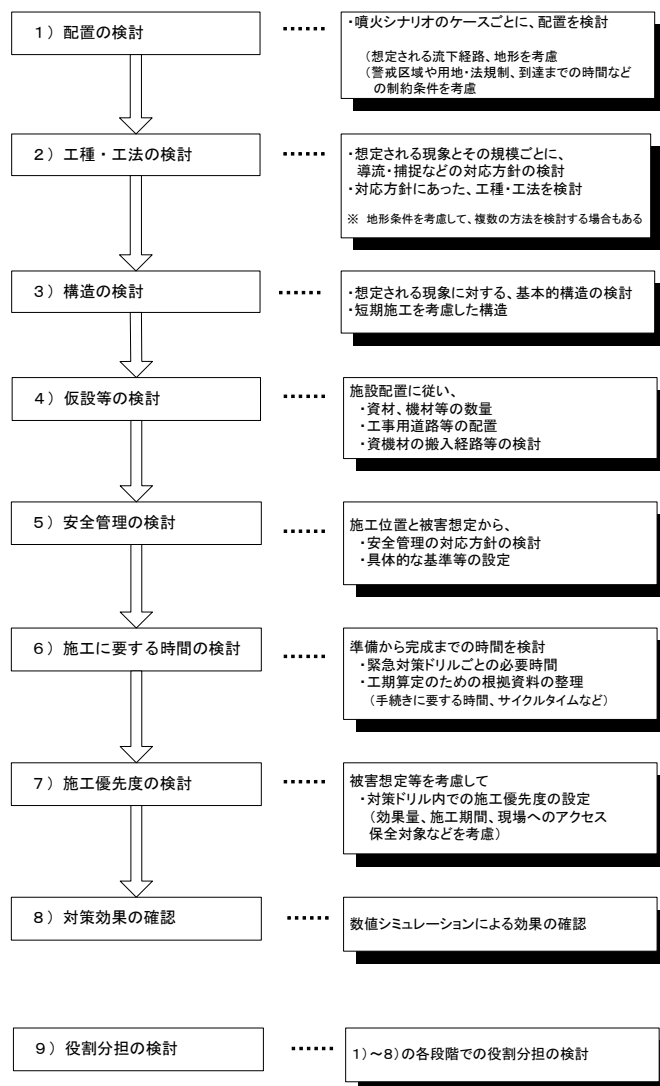 1）配置の検討
・噴火シナリオのケースごとに、配置を検討
（想定される流下経路、地形を考慮
（警戒区域や用地・法規制、到達までの時間など
の制約条件を考慮
2）工種・工法の検討
・想定される現象とその規模ごとに、
導流・捕捉などの対応方針の検討
・対応方針にあった、工種・工法を検討
※ 地形条件を考慮して、複数の方法を検討する場合もある
3）構造の検討
・想定される現象に対する、基本的構造の検討
・短期施工を考慮した構造
4）仮設等の検討
施設配置に従い、
・資材、機材等の数量
・工事用道路等の配置
・資機材の搬入経路等の検討
5）安全管理の検討
施工位置と被害想定から、
・安全管理の対応方針の検討
・具体的な基準等の設定
6）施工に要する時間の検討
準備から完成までの時間を検討
・緊急対策ドリルごとの必要時間
・工期算定のための根拠資料の整理
（手続きに要する時間、サイクルタイムなど）
7）施工優先度の検討
被害想定等を考慮して
・対策ドリル内での施工優先度の設定
（効果量、施工期間、現場へのアクセス
保全対象などを考慮）
8）対策効果の確認
数値シミュレーションによる効果の確認
9）役割分担の検討
1）～8）の各段階での役割分担の検討